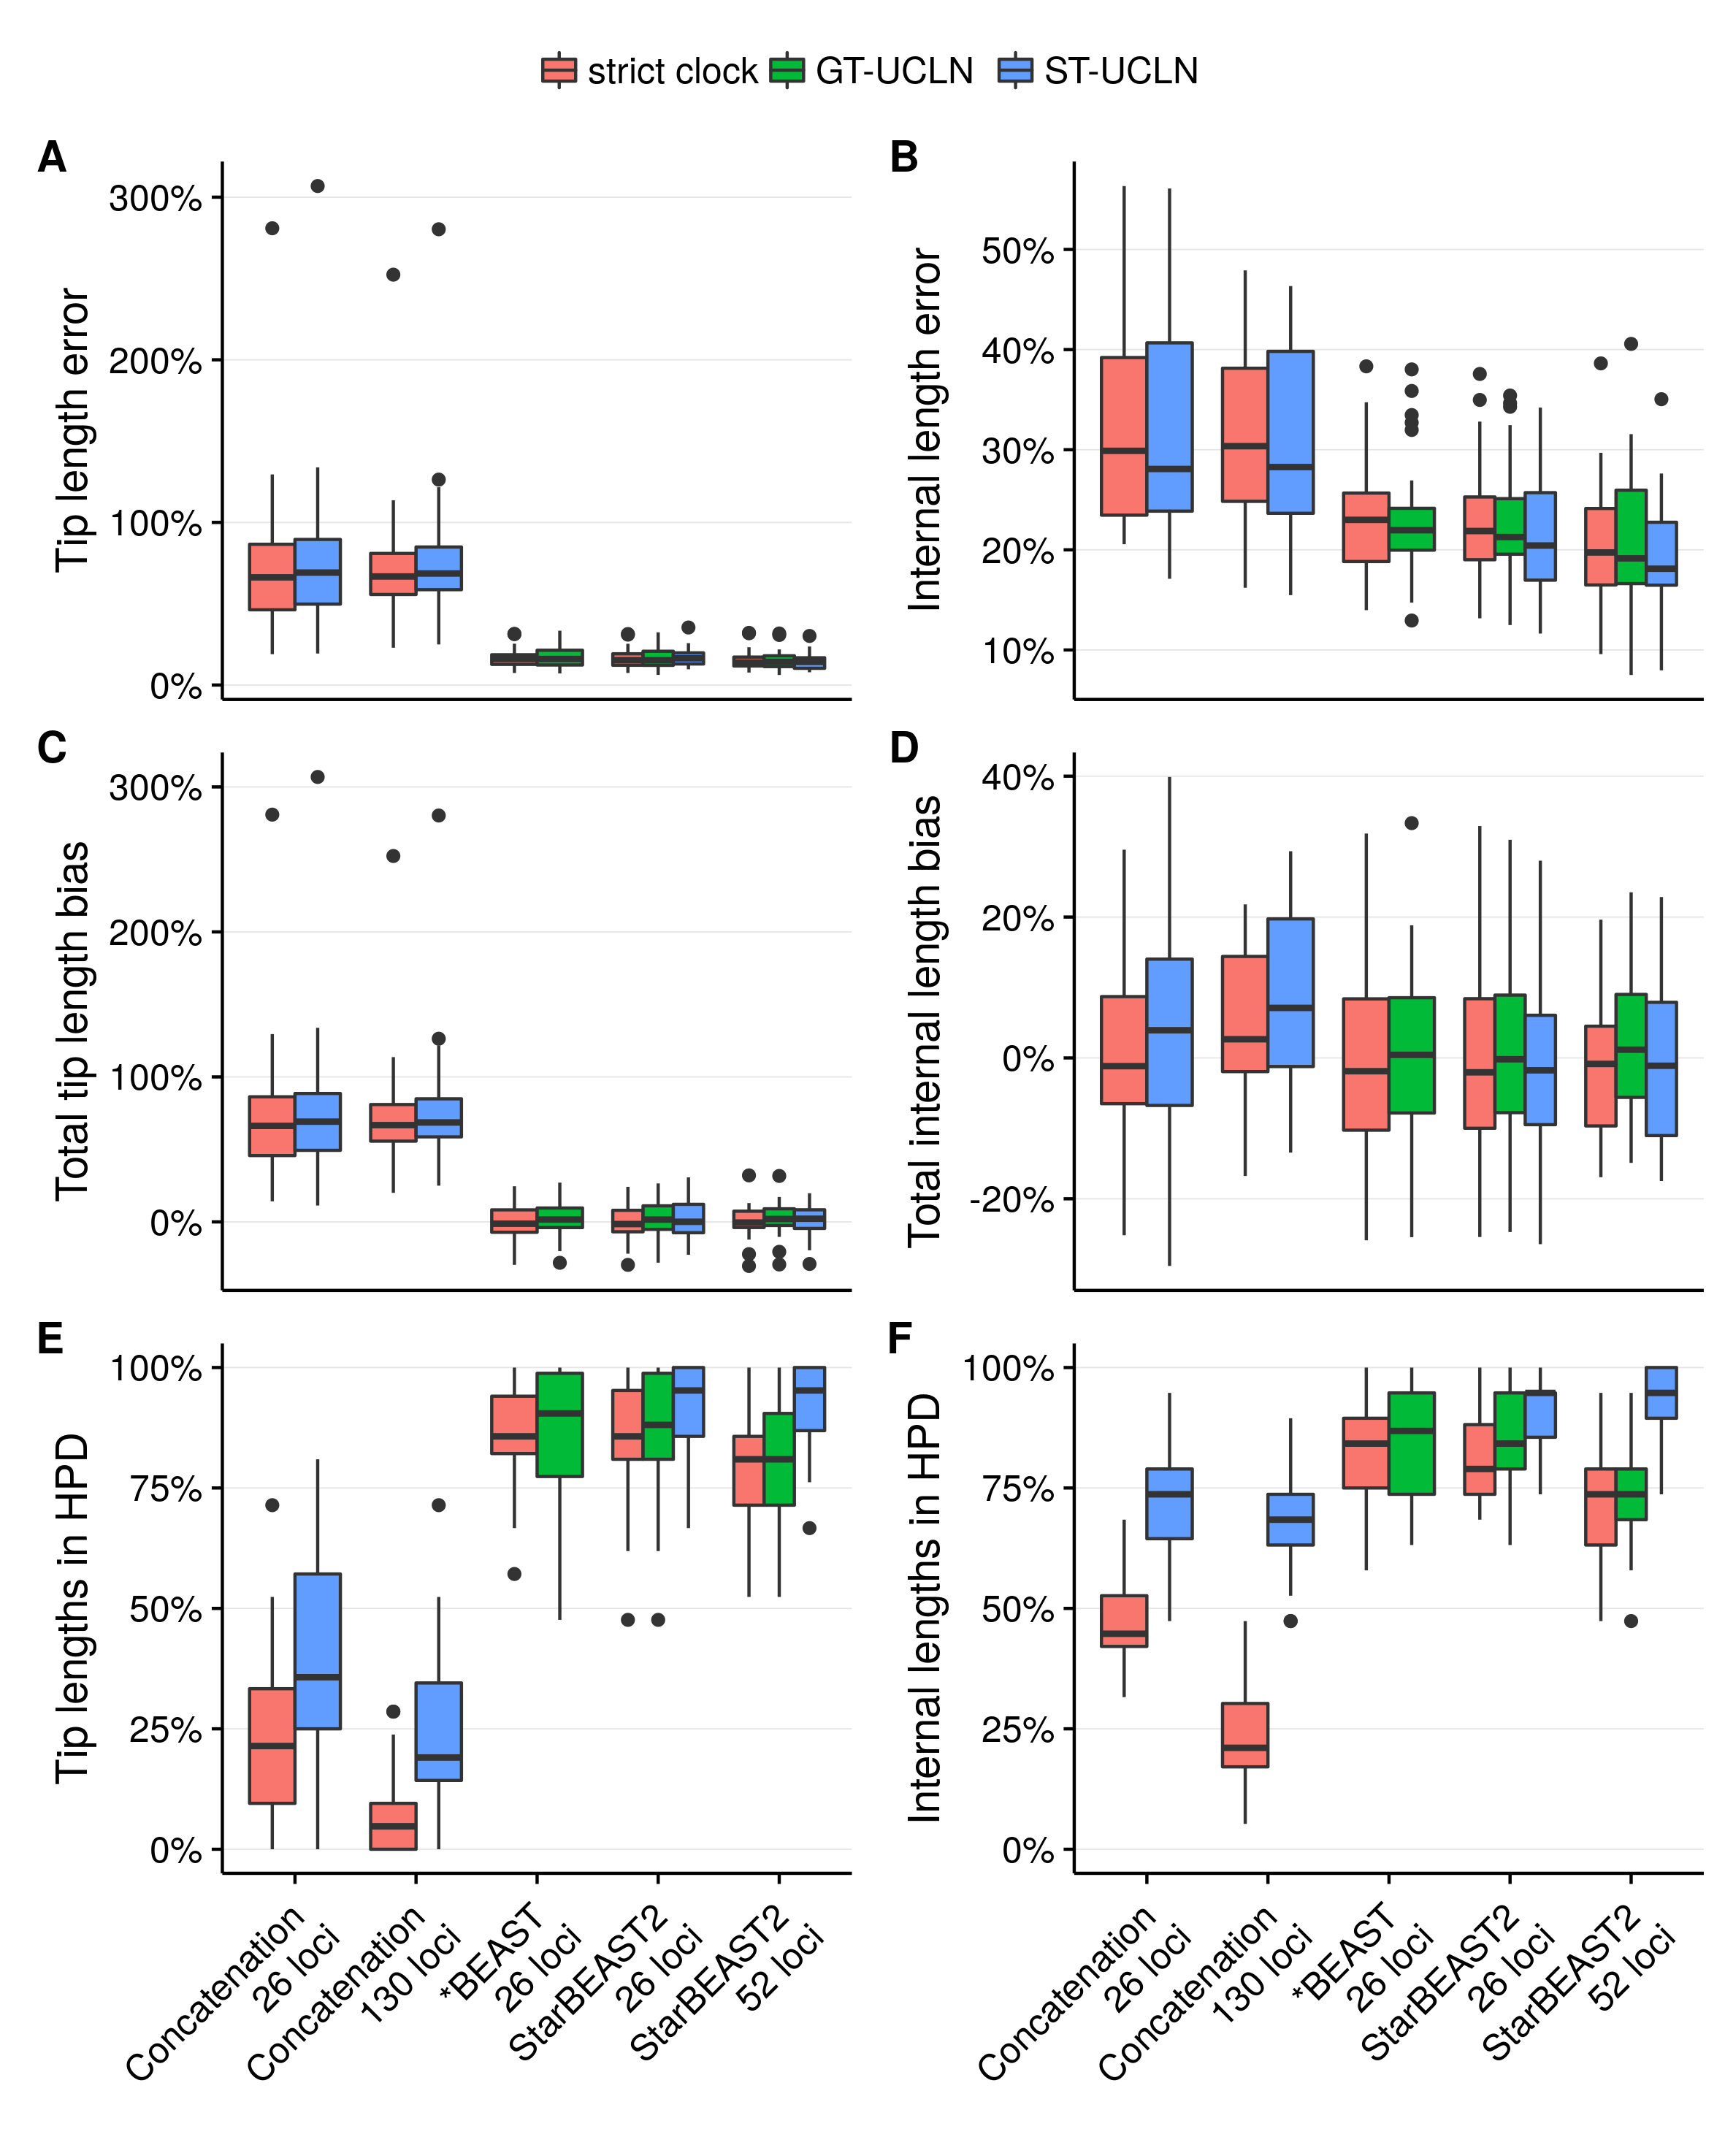 strict clock GT-UCLN ST-UCLN
A
Tip length error
300%
200%
100%
0%
B
Internal length error
50%
40%
30%
20%
10%
C
Total tip length bias
300%
200%
100%
0%
D
Total internal length bias
40%
20%
0%
-20%
E
Tip lengths in HPD
100%
75%
50%
25%
0%
F
Internal lengths in HPD
100%
75%
50%
25%
0%
Concatenation
26 loci
Concatenation
130 loci
*BEAST
26 loci
StarBEAST2
26 loci
StarBEAST2
52 loci
Concatenation
26 loci
Concatenation
130 loci
*BEAST
26 loci
StarBEAST2
26 loci
StarBEAST2
52 loci